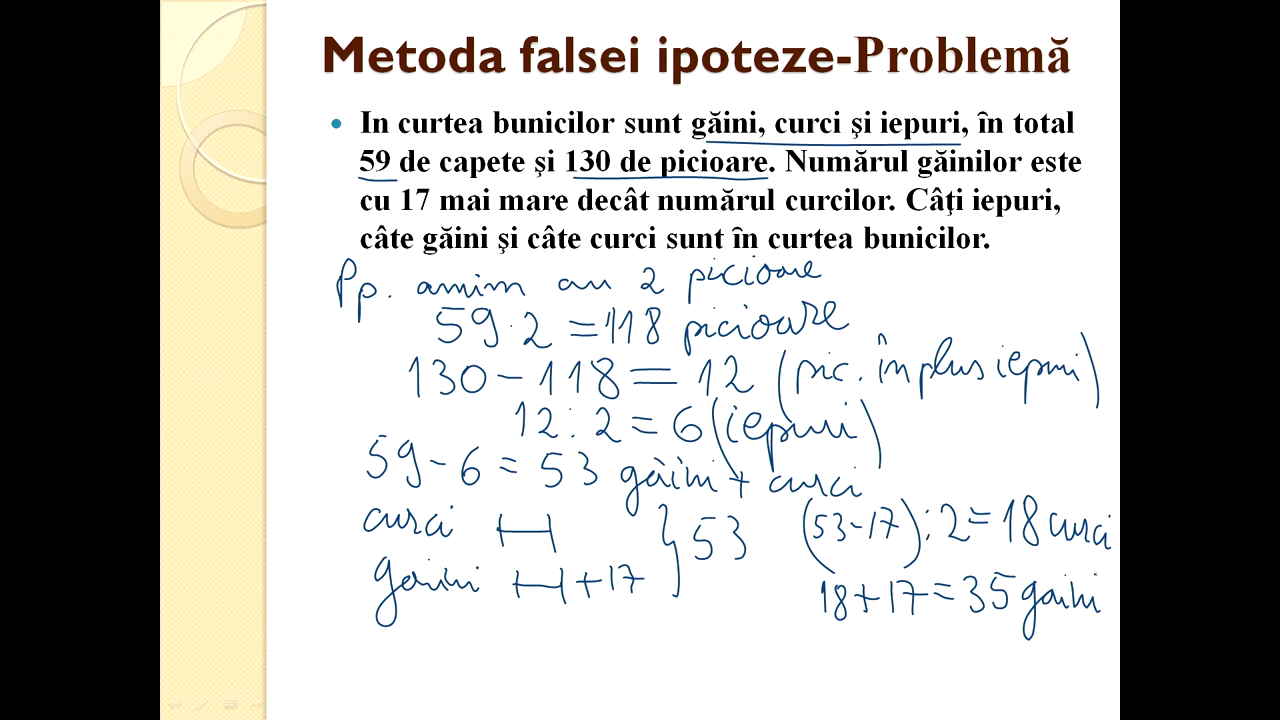 Metoda falsei ipoteze-Problemă
In curtea bunicilor sunt găini, curci şi iepuri, în total
59 de capete şi 130 de picioare. Numărul găinilor este
cu 17 mai mare decât numărul curcilor. Câţi iepuri,
câte găini şi câte curci sunt în curtea bunicilor.
Pp. amim au 2 picioare
59·2 = 118 picioare
130 - 118 = 12 (pic. în plus iepuri)
12 : 2 = 6 (iepuri)
59 - 6 = 53 găini + curci
curci } 53 (53-17) : 2 = 18 curci
gaini +17 18 + 17 = 35 gaini